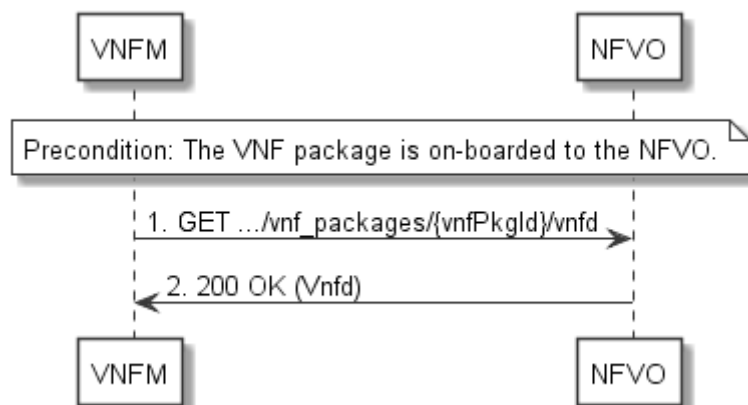 VNFM
NFVO
Precondition: The VNF package is on-boarded to the NFVO.
1. GET .../vnf_packages/{vnfPkgId}/vnfd
2. 200 OK (Vnfd)
VNFM
NFVO